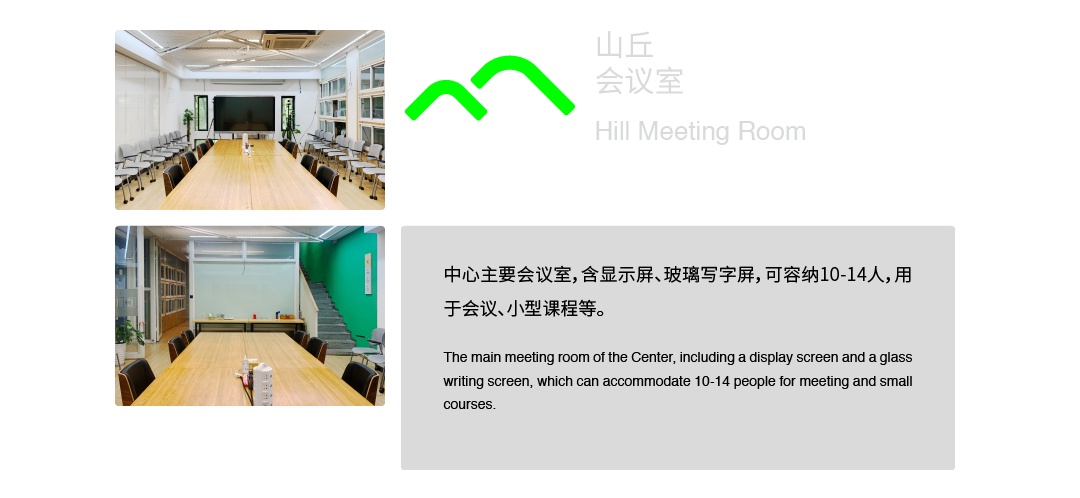 山丘
会议室
Hill Meeting Room
中心主要会议室，含显示屏、玻璃写字屏，可容纳10-14人，用
于会议、小型课程等。
The main meeting room of the Center, including a display screen and a glass
writing screen, which can accommodate 10-14 people for meeting and small
courses.